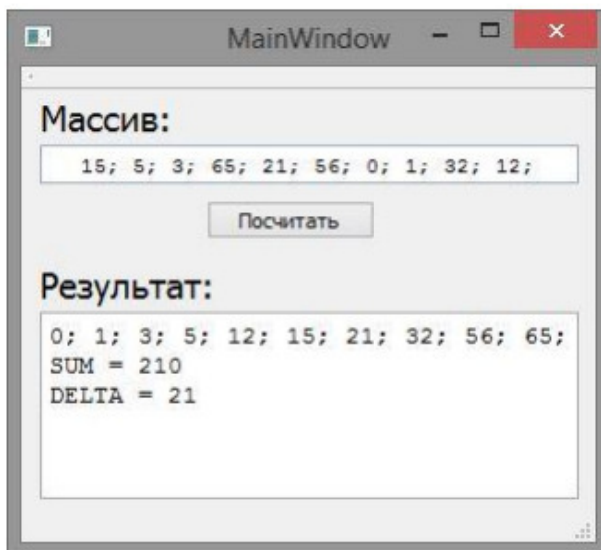 MainWindow
Массив:
15; 5; 3; 65; 21; 56; 0; 1; 32; 12;
Посчитать
Результат:
0; 1; 3; 5; 12; 15; 21; 32; 56; 65;
SUM = 210
DELTA = 21